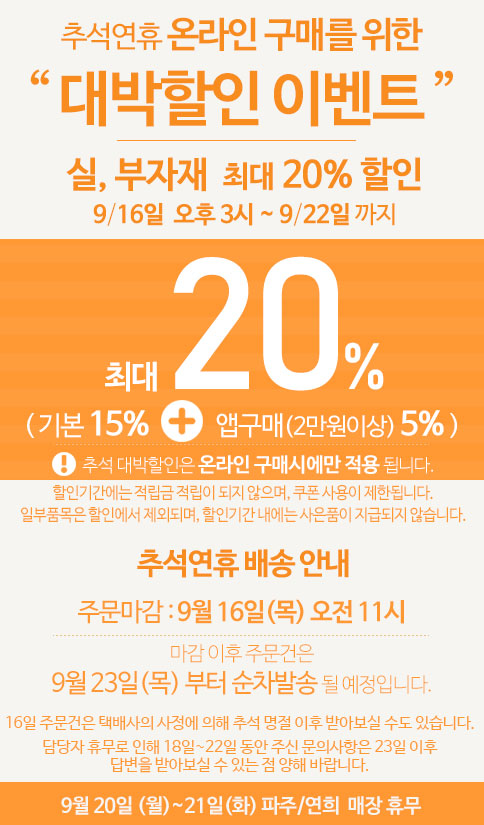 추석연휴 온라인 구매를 위한
“ 대박할인 이벤트 ”
실, 부자재 최대 20% 할인
9/16일 오후 3시 ~ 9/22일 까지
최대 20%
( 기본 15% + 앱구매(2만원이상) 5% )
! 추석 대박할인은 온라인 구매시에만 적용 됩니다.
할인기간에는 적립금 적립이 되지 않으며, 쿠폰 사용이 제한됩니다.
일부품목은 할인에서 제외되며, 할인기간 내에는 사은품이 지급되지 않습니다.
추석연휴 배송 안내
주문마감 : 9월 16일(목) 오전 11시
마감 이후 주문건은
9월 23일(목) 부터 순차발송 될 예정입니다.
16일 주문건은 택배사의 사정에 의해 추석 명절 이후 받아보실 수도 있습니다.
담당자 휴무로 인해 18일~22일 동안 주신 문의사항은 23일 이후
답변을 받아보실 수 있는 점 양해 바랍니다.
9월 20일 (월)~21일(화) 파주/연희 매장 휴무